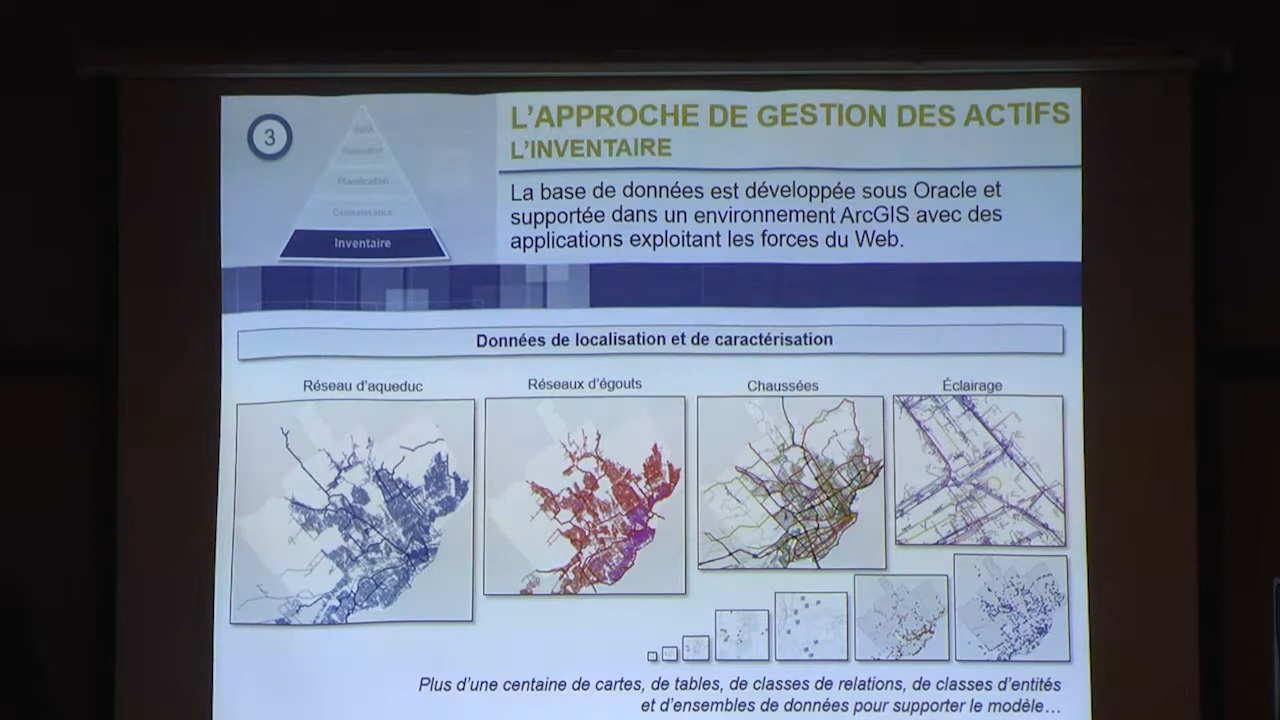 3
Planification
Connaissance
Inventaire
L'APPROCHE DE GESTION DES ACTIFS
L'INVENTAIRE
La base de données est développée sous Oracle et
supportée dans un environnement ArcGIS avec des
applications exploitant les forces du Web.
Données de localisation et de caractérisation
Réseau d'aqueduc
Réseaux d'égouts
Chaussées
Éclairage
Plus d'une centaine de cartes, de tables, de classes de relations, de classes d'entités
et d'ensembles de données pour supporter le modèle…